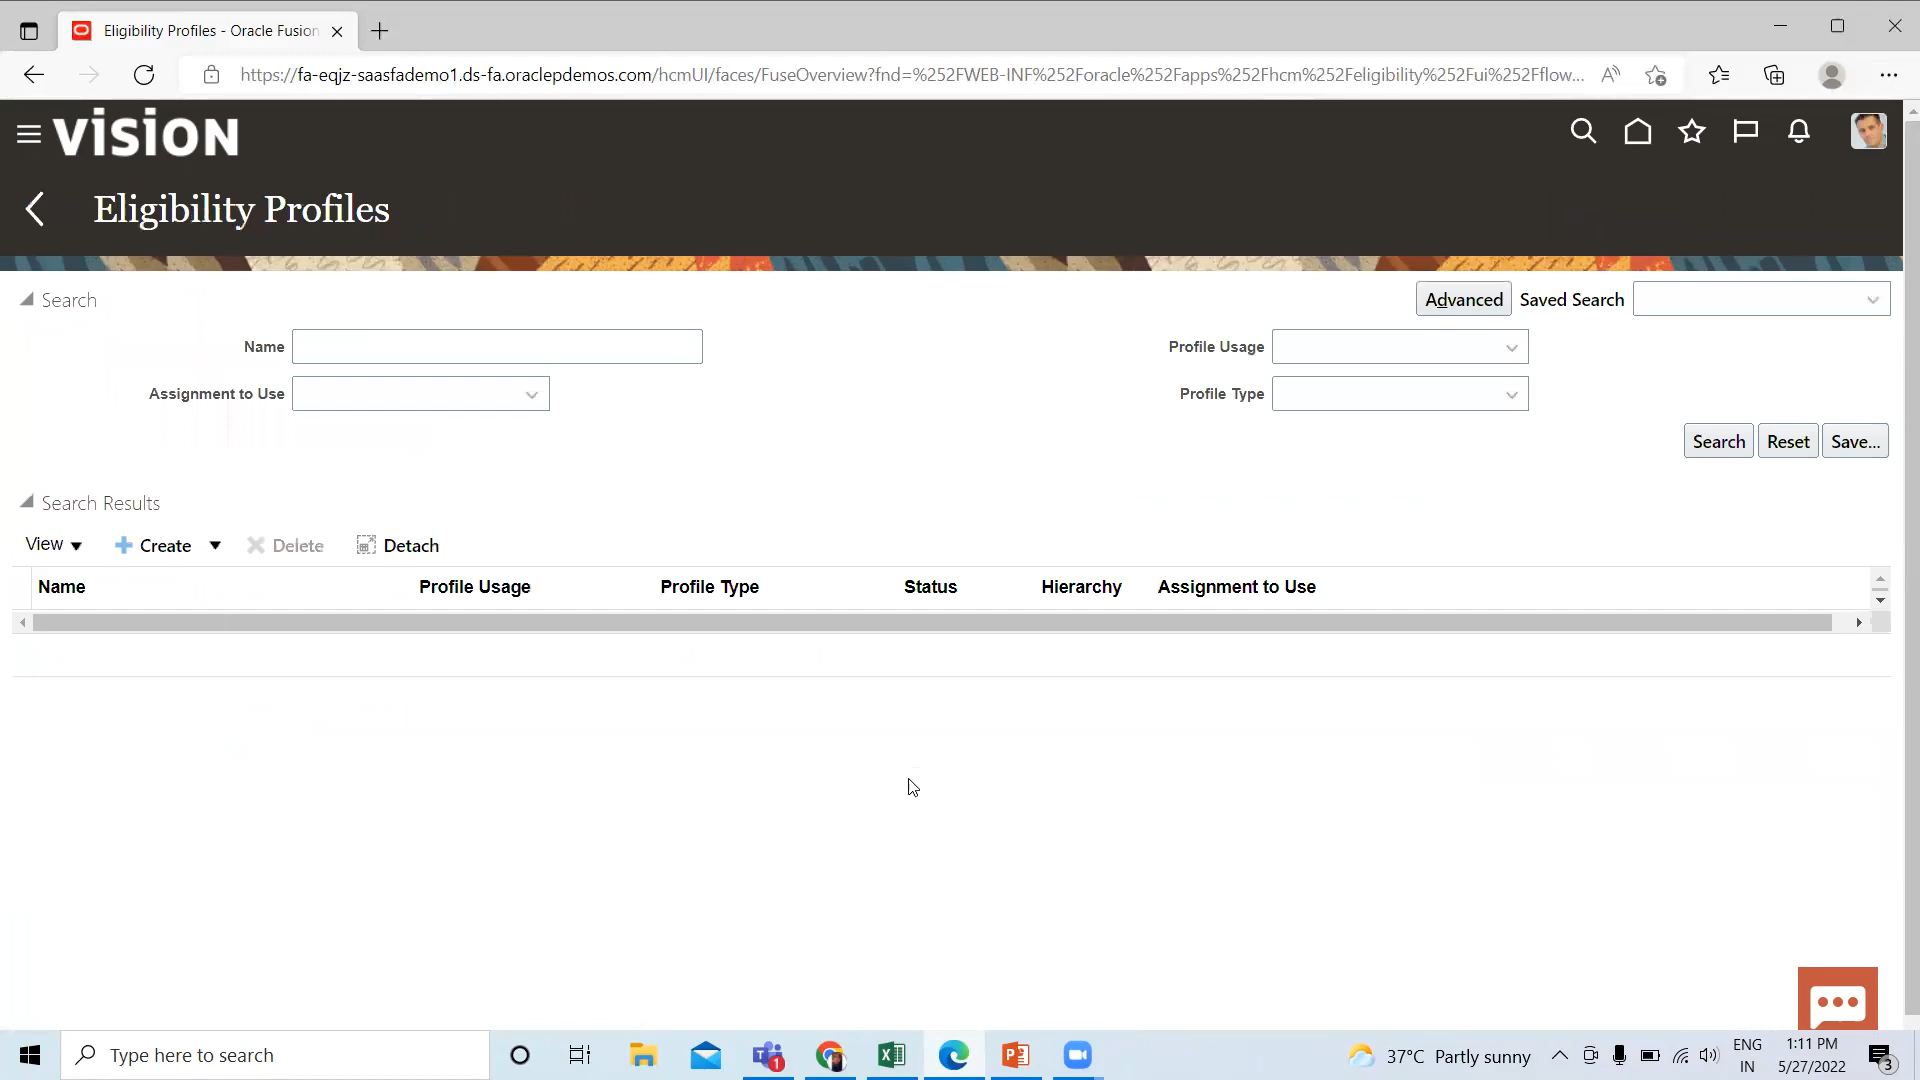 Eligibility Profiles - Oracle Fusion
https://fa-eqjz-saasfademo1.ds-fa.oraclepdemos.com/hcmUI/faces/FuseOverview?fnd=%252FWEB-INF%252Foracle%252Fapps%252Fhcm%252Feligibility%252Fui%252Fflow...
VISION
Eligibility Profiles
Search
Advanced Saved Search
Name
Profile Usage
Assignment to Use
Profile Type
Search Reset Save...
Search Results
View Create Delete Detach
Name Profile Usage Profile Type Status Hierarchy Assignment to Use
Type here to search
1
37°C Partly sunny
ENG
IN
1:11 PM
5/27/2022
3